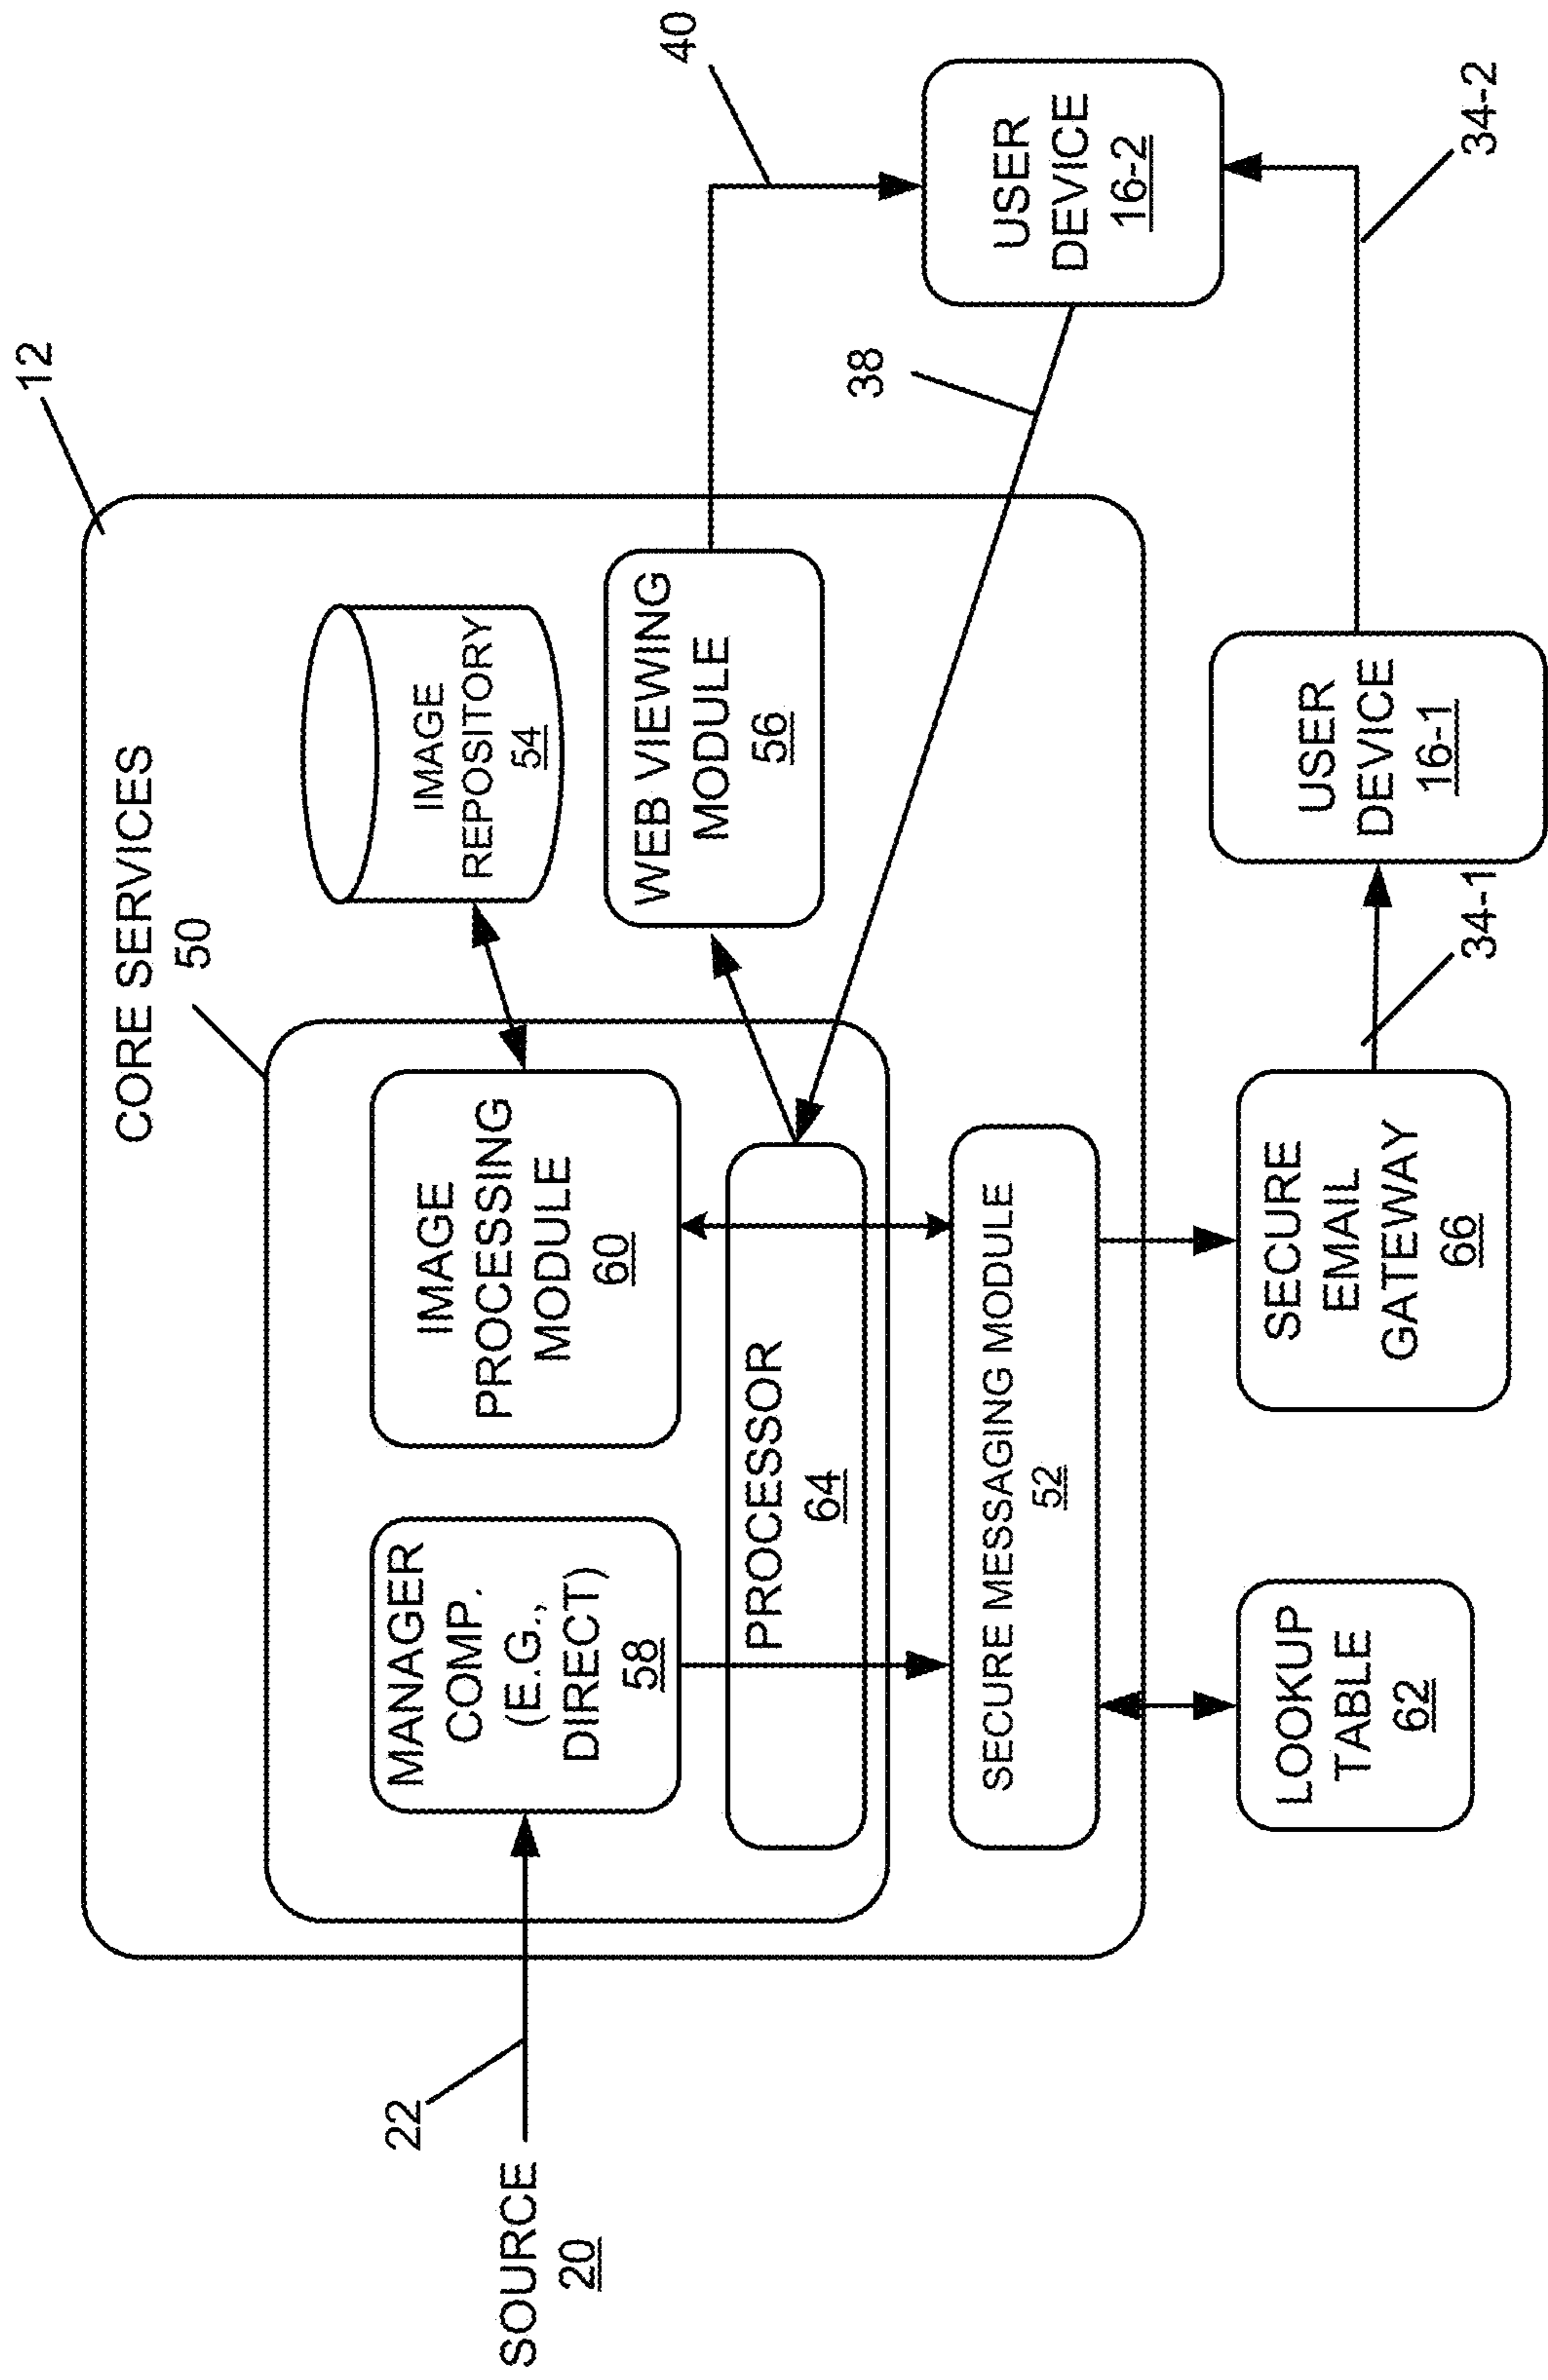 12
CORE SERVICES
50
40
SOURCE
20
22
MANAGER
COMP.
(E.G.,
DIRECT)
58
IMAGE
PROCESSING
MODULE
60
IMAGE
REPOSITORY
54
WEB VIEWING
MODULE
56
PROCESSOR
64
38
USER
DEVICE
16-2
SECURE MESSAGING MODULE
52
LOOKUP
TABLE
62
SECURE
EMAIL
GATEWAY
66
34-1
USER
DEVICE
16-1
34-2